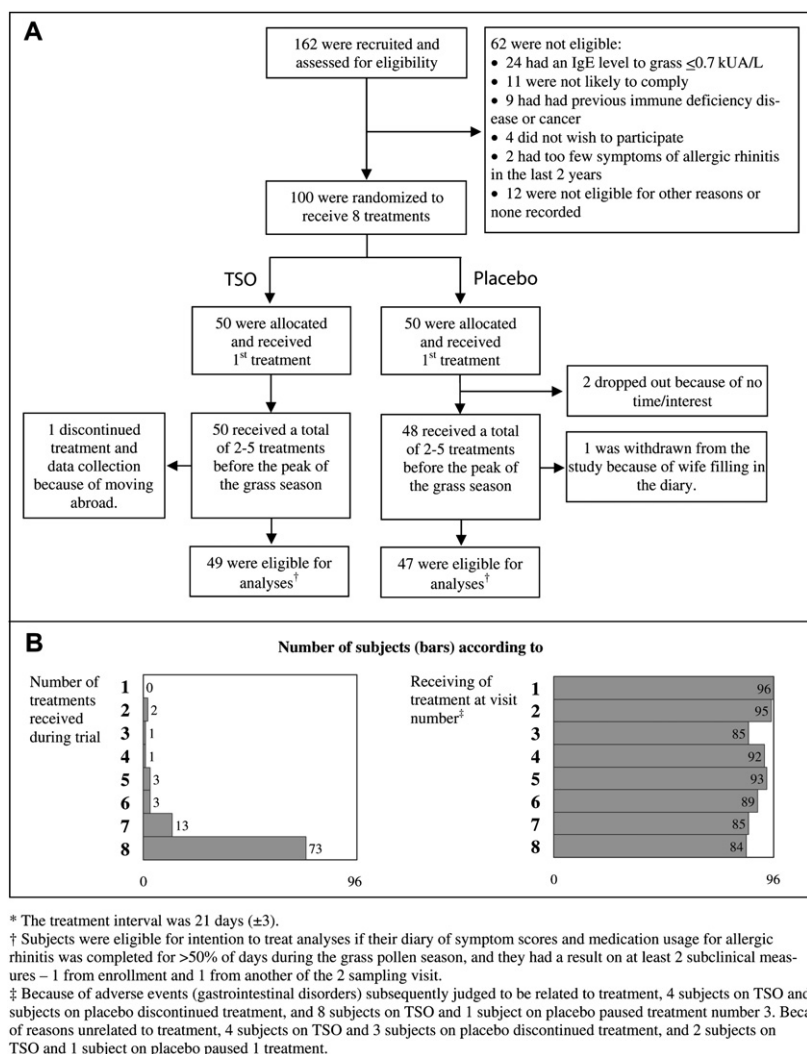 A
162 were recruited and
assessed for eligibility
62 were not eligible:
• 24 had an IgE level to grass ≤0.7 kUA/L
• 11 were not likely to comply
• 9 had had previous immune deficiency dis-
ease or cancer
• 4 did not wish to participate
• 2 had too few symptoms of allergic rhinitis
in the last 2 years
• 12 were not eligible for other reasons or
none recorded
100 were randomized to
receive 8 treatments
TSO
Placebo
50 were allocated
and received
1st treatment
50 were allocated
and received
1st treatment
2 dropped out because of no
time/interest
1 discontinued
treatment and
data collection
because of moving
abroad.
50 received a total
of 2-5 treatments
before the peak of
the grass season
48 received a total
of 2-5 treatments
before the peak of
the grass season
1 was withdrawn from the
study because of wife filling in
the diary.
49 were eligible for
analyses†
47 were eligible for
analyses†
B
Number of subjects (bars) according to
Number of
treatments
received
during trial
1 0
2 2
3 1
4 1
5 3
6 3
7 13
8 73
0 96
Receiving of
treatment at visit
number‡
1 96
2 95
3 85
4 92
5 93
6 89
7 85
8 84
0 96
* The treatment interval was 21 days (±3).
† Subjects were eligible for intention to treat analyses if their diary of symptom scores and medication usage for allergic
rhinitis was completed for >50% of days during the grass pollen season, and they had a result on at least 2 subclinical meas-
ures – 1 from enrollment and 1 from another of the 2 sampling visit.
‡ Because of adverse events (gastrointestinal disorders) subsequently judged to be related to treatment, 4 subjects on TSO and
subjects on placebo discontinued treatment, and 8 subjects on TSO and 1 subject on placebo paused treatment number 3. Beca
of reasons unrelated to treatment, 4 subjects on TSO and 3 subjects on placebo discontinued treatment, and 2 subjects on
TSO and 1 subject on placebo paused 1 treatment.